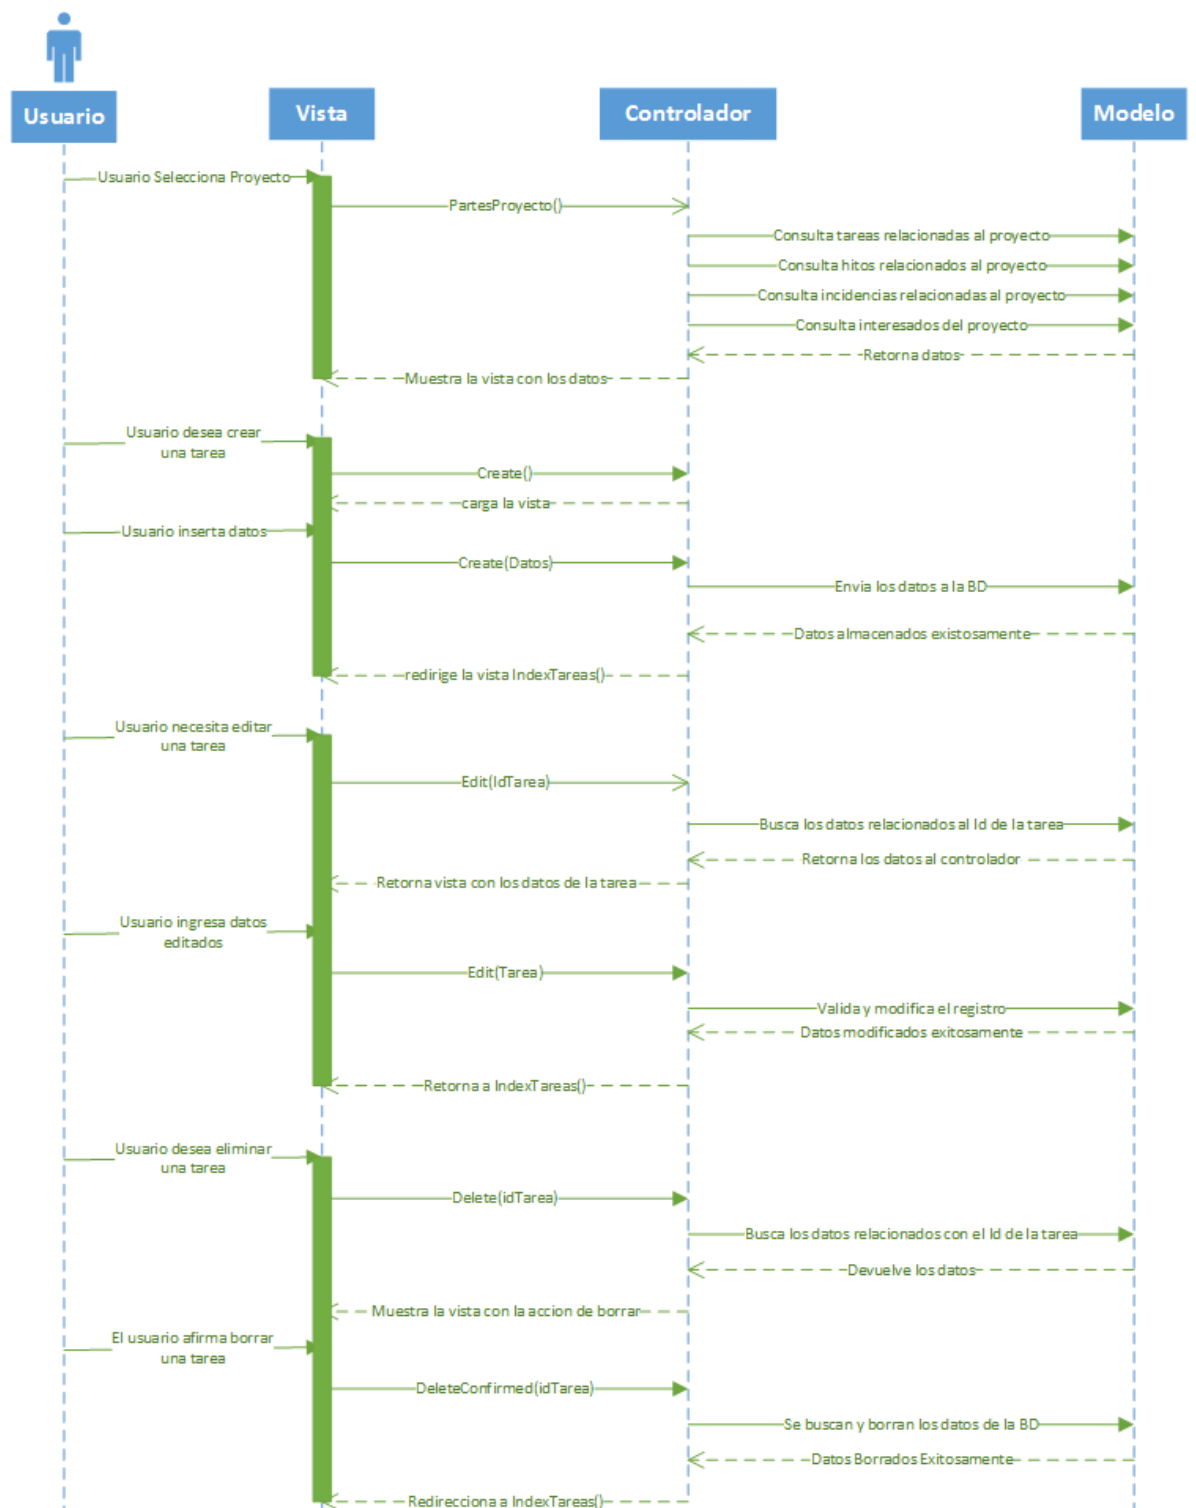 Usuario
Vista
Controlador
Modelo
Usuario Selecciona Proyecto
PartesProyecto()
Consulta tareas relacionadas al proyecto
Consulta hitos relacionados al proyecto
Consulta incidencias relacionadas al proyecto
Consulta interesados del proyecto
Retorna datos
Muestra la vista con los datos
Usuario desea crear
una tarea
Create()
carga la vista
Usuario inserta datos
Create(Datos)
Envia los datos a la BD
Datos almacenados existosamente
redirige la vista IndexTareas()
Usuario necesita editar
una tarea
Edit(IdTarea)
Busca los datos relacionados al Id de la tarea
Retorna los datos al controlador
Retorna vista con los datos de la tarea
Usuario ingresa datos
editados
Edit(Tarea)
Valida y modifica el registro
Datos modificados exitosamente
Retorna a IndexTareas()
Usuario desea eliminar
una tarea
Delete(idTarea)
Busca los datos relacionados con el Id de la tarea
Devuelve los datos
Muestra la vista con la accion de borrar
El usuario afirma borrar
una tarea
DeleteConfirmed(idTarea)
Se buscan y borran los datos de la BD
Datos Borrados Exitosamente
Redirecciona a IndexTareas()